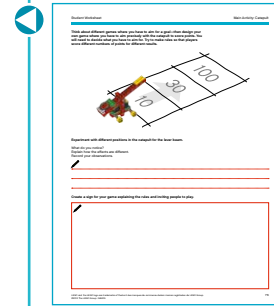 Student Worksheet
Main Activity: Catapult
Think about different games where you have to aim for a goal—then design your
own game where you have to aim precisely with the catapult to score points. You
will need to decide what you have to aim for. Try to make rules so that players
score different numbers of points for different results.
100
30
10
Experiment with different positions in the catapult for the lever beam.
What do you notice?
Explain how the effects are different.
Record your observations.
Create a sign for your game explaining the rules and inviting people to play.